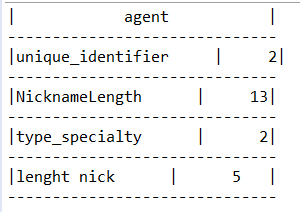 |            agent           |
----------------------------
|unique_identifier     |     2|
----------------------------
|NicknameLength      |     13|
----------------------------
|type_specialty      |      2|
----------------------------
|lenght nick      |      5   |
----------------------------